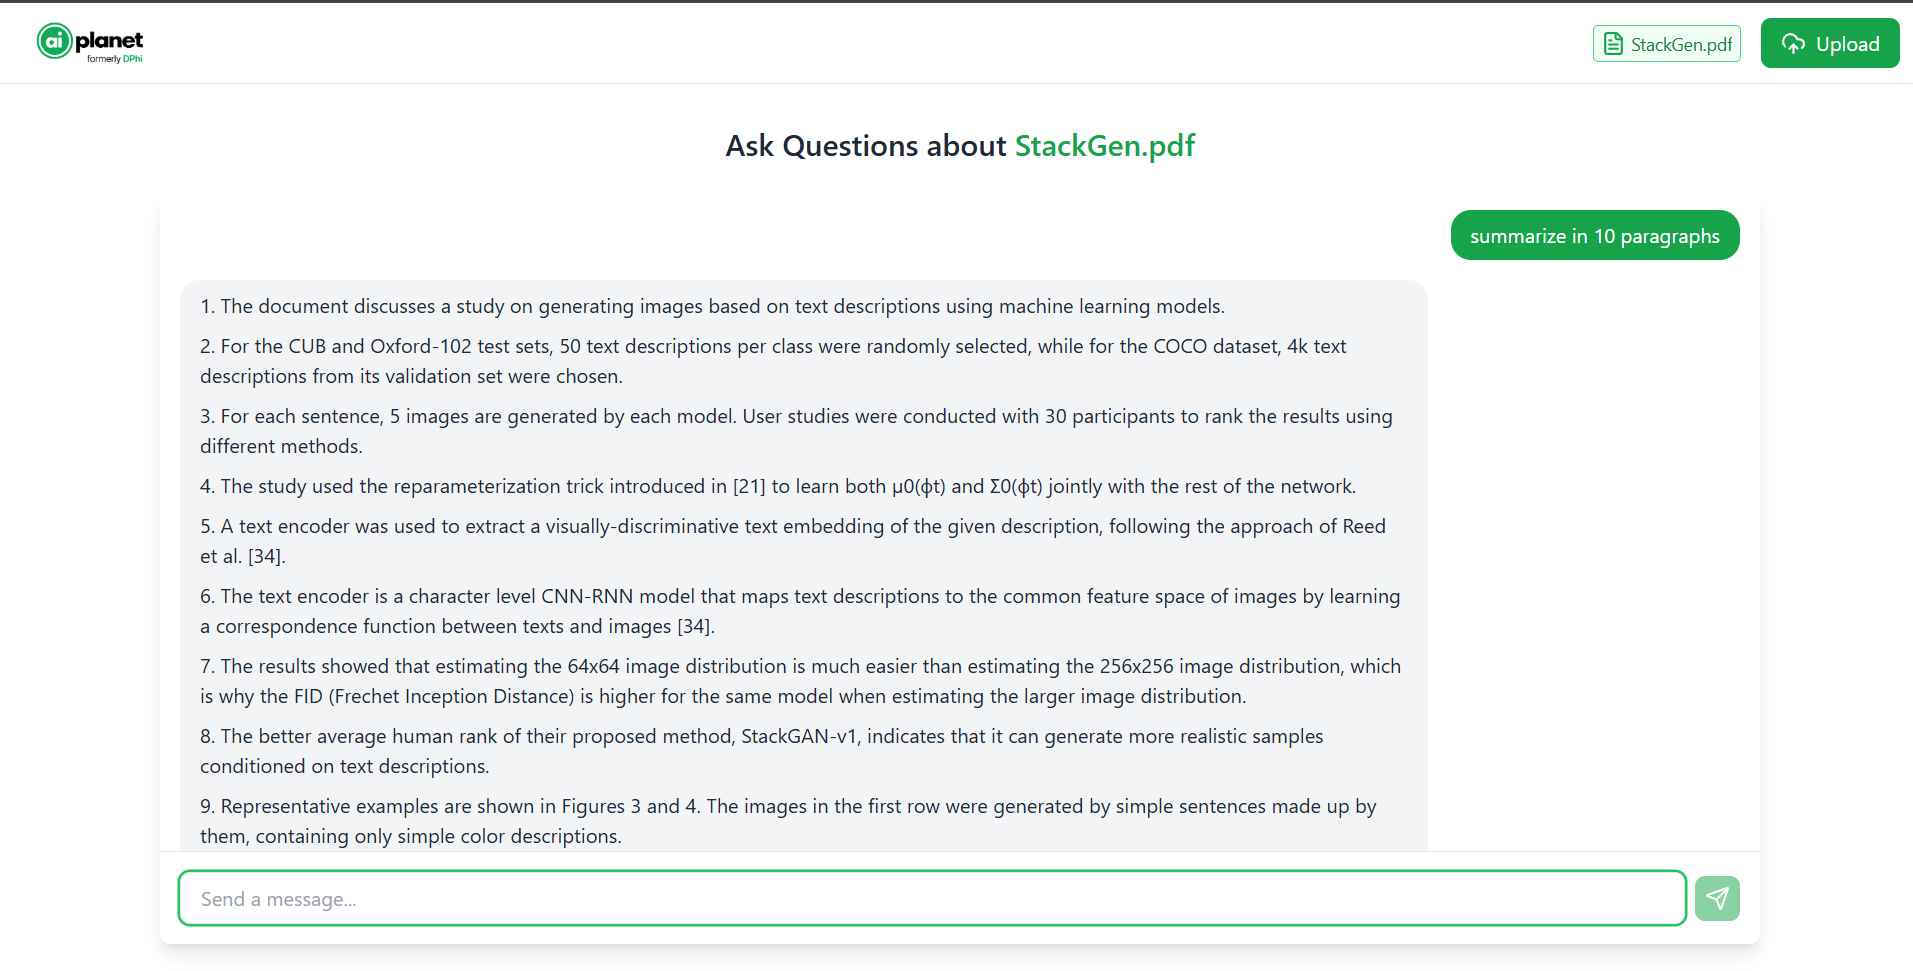 ai planet
formerly DPhi
StackGen.pdf
Upload
Ask Questions about StackGen.pdf
summarize in 10 paragraphs
1. The document discusses a study on generating images based on text descriptions using machine learning models.
2. For the CUB and Oxford-102 test sets, 50 text descriptions per class were randomly selected, while for the COCO dataset, 4k text
descriptions from its validation set were chosen.
3. For each sentence, 5 images are generated by each model. User studies were conducted with 30 participants to rank the results using
different methods.
4. The study used the reparameterization trick introduced in [21] to learn both μ0(ϕt) and Σ0(ϕt) jointly with the rest of the network.
5. A text encoder was used to extract a visually-discriminative text embedding of the given description, following the approach of Reed
et al. [34].
6. The text encoder is a character level CNN-RNN model that maps text descriptions to the common feature space of images by learning
a correspondence function between texts and images [34].
7. The results showed that estimating the 64x64 image distribution is much easier than estimating the 256x256 image distribution, which
is why the FID (Frechet Inception Distance) is higher for the same model when estimating the larger image distribution.
8. The better average human rank of their proposed method, StackGAN-v1, indicates that it can generate more realistic samples
conditioned on text descriptions.
9. Representative examples are shown in Figures 3 and 4. The images in the first row were generated by simple sentences made up by
them, containing only simple color descriptions.
Send a message...